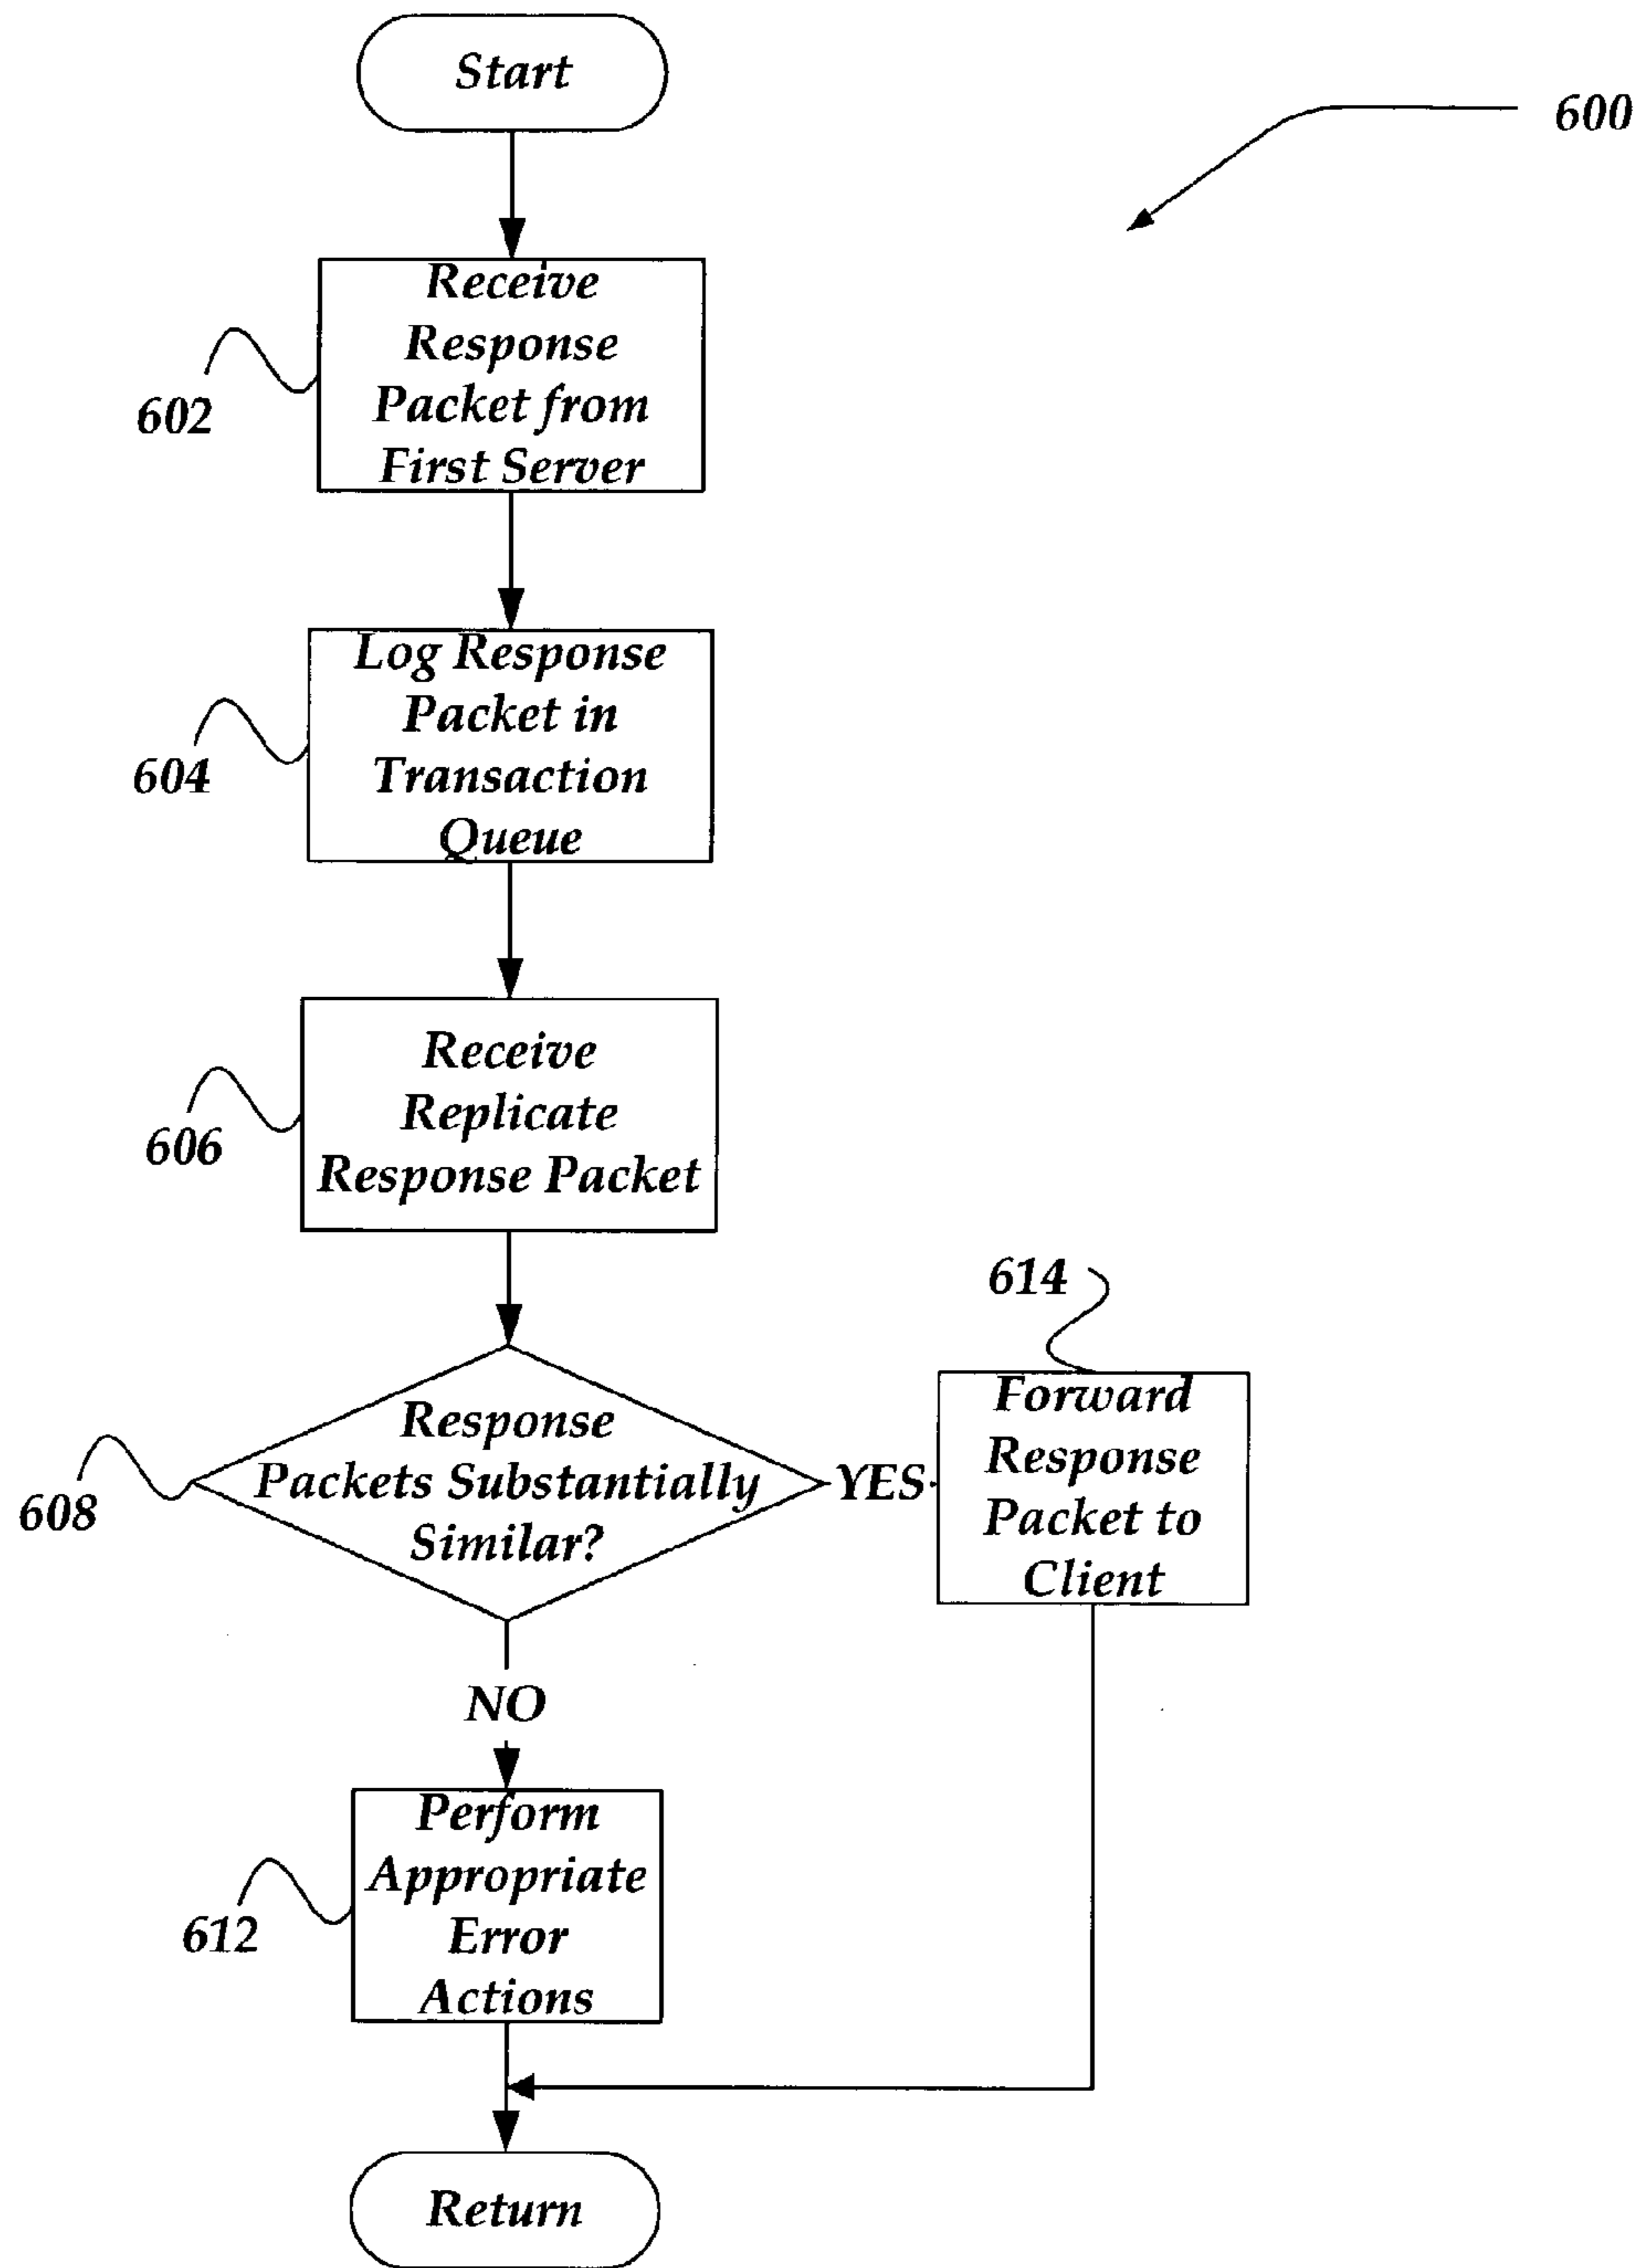 Start
600
Receive
Response
Packet from
First Server
602
Log Response
Packet in
Transaction
Queue
604
Receive
Replicate
Response Packet
606
614
Response
Packets Substantially
Similar?
608
YES
Forward
Response
Packet to
Client
NO
Perform
Appropriate
Error
Actions
612
Return